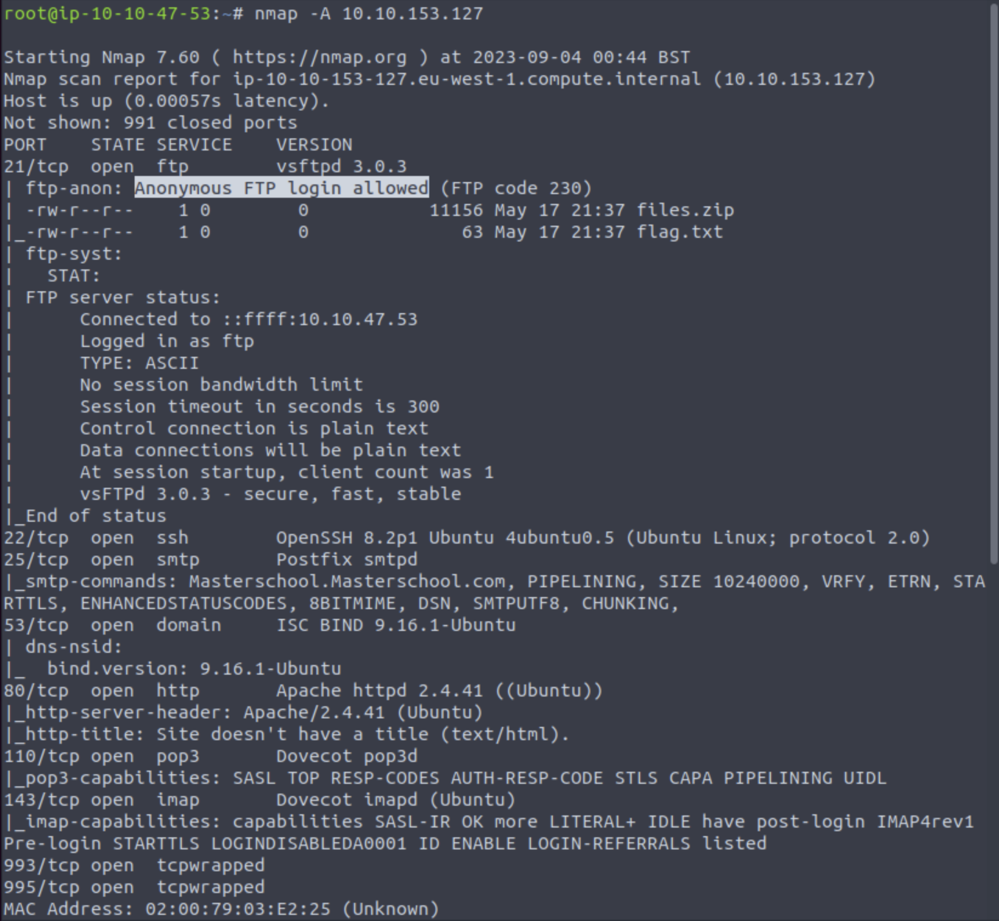 root@ip-10-10-47-53:~# nmap -A 10.10.153.127
Starting Nmap 7.60 ( https://nmap.org ) at 2023-09-04 00:44 BST
Nmap scan report for ip-10-10-153-127.eu-west-1.compute.internal (10.10.153.127)
Host is up (0.00057s latency).
Not shown: 991 closed ports
PORT    STATE SERVICE    VERSION
21/tcp  open  ftp        vsftpd 3.0.3
| ftp-anon: Anonymous FTP login allowed (FTP code 230)
| -rw-r--r--    1 0        0           11156 May 17 21:37 files.zip
|_-rw-r--r--    1 0        0              63 May 17 21:37 flag.txt
| ftp-syst:
|   STAT:
| FTP server status:
|      Connected to ::ffff:10.10.47.53
|      Logged in as ftp
|      TYPE: ASCII
|      No session bandwidth limit
|      Session timeout in seconds is 300
|      Control connection is plain text
|      Data connections will be plain text
|      At session startup, client count was 1
|      vsFTPd 3.0.3 - secure, fast, stable
|_End of status
22/tcp  open  ssh        OpenSSH 8.2p1 Ubuntu 4ubuntu0.5 (Ubuntu Linux; protocol 2.0)
25/tcp  open  smtp       Postfix smtpd
|_smtp-commands: Masterschool.Masterschool.com, PIPELINING, SIZE 10240000, VRFY, ETRN, STA
RTTLS, ENHANCEDSTATUSCODES, 8BITMIME, DSN, SMTPUTF8, CHUNKING,
53/tcp  open  domain     ISC BIND 9.16.1-Ubuntu
| dns-nsid:
|_  bind.version: 9.16.1-Ubuntu
80/tcp  open  http       Apache httpd 2.4.41 ((Ubuntu))
|_http-server-header: Apache/2.4.41 (Ubuntu)
|_http-title: Site doesn't have a title (text/html).
110/tcp open  pop3       Dovecot pop3d
|_pop3-capabilities: SASL TOP RESP-CODES AUTH-RESP-CODE STLS CAPA PIPELINING UIDL
143/tcp open  imap       Dovecot imapd (Ubuntu)
|_imap-capabilities: capabilities SASL-IR OK more LITERAL+ IDLE have post-login IMAP4rev1
Pre-login STARTTLS LOGINDISABLEDA0001 ID ENABLE LOGIN-REFERRALS listed
993/tcp open  tcpwrapped
995/tcp open  tcpwrapped
MAC Address: 02:00:79:03:E2:25 (Unknown)